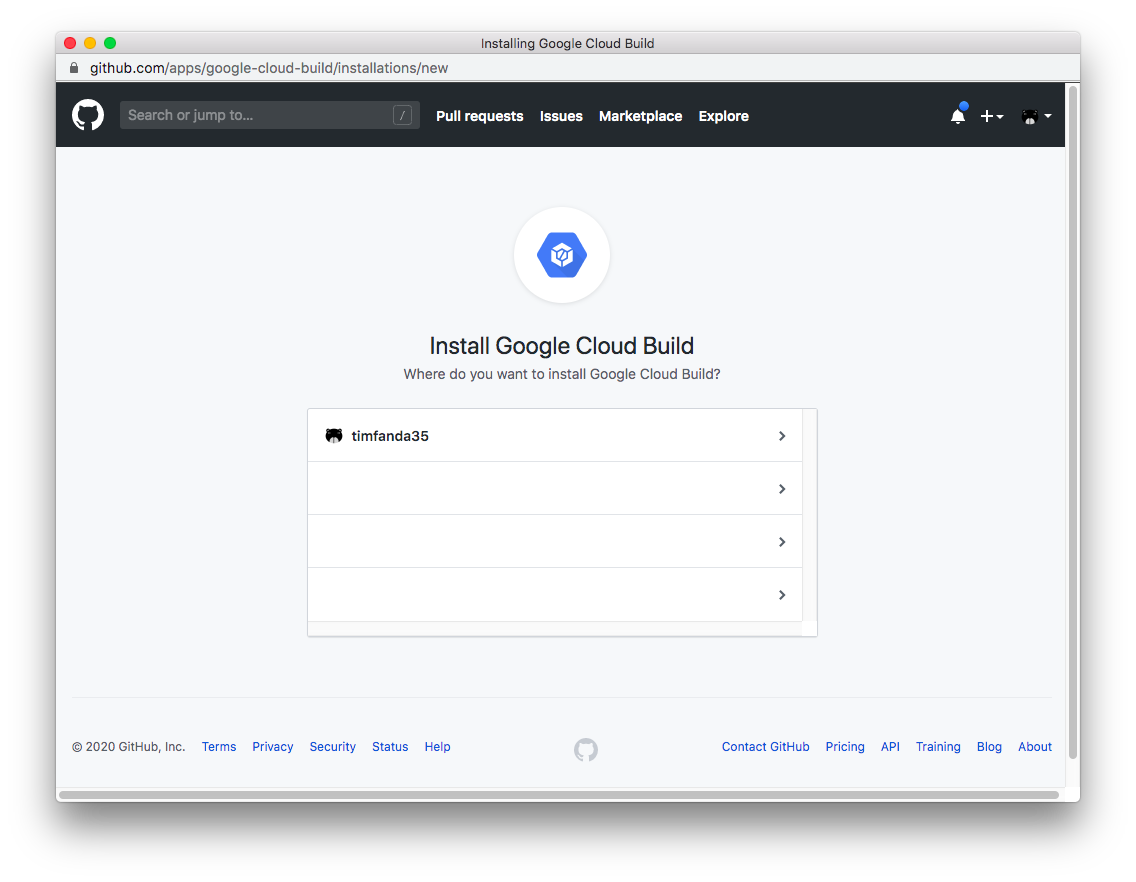 Installing Google Cloud Build
github.com/apps/google-cloud-build/installations/new
Search or jump to... / Pull requests Issues Marketplace Explore
Install Google Cloud Build
Where do you want to install Google Cloud Build?
timfanda35
© 2020 GitHub, Inc. Terms Privacy Security Status Help Contact GitHub Pricing API Training Blog About